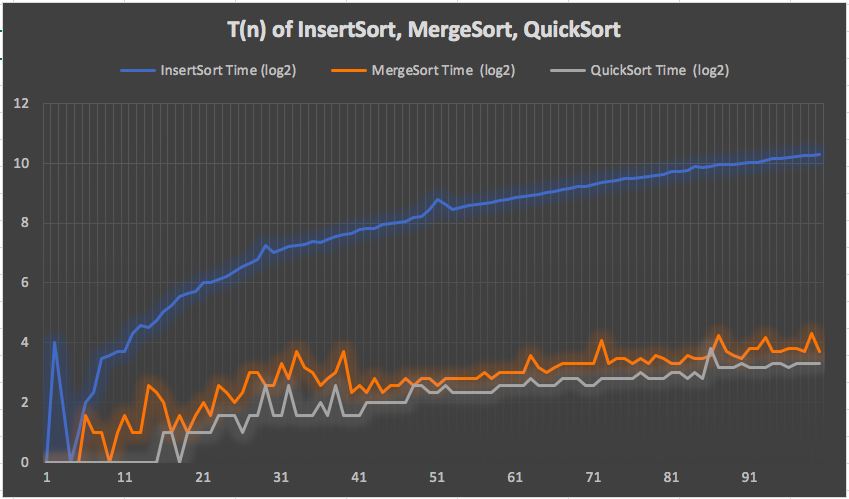 T(n) of InsertSort, MergeSort, QuickSort
InsertSort Time (log2) MergeSort Time (log2) QuickSort Time (log2)
12
10
8
6
4
2
0
1 11 21 31 41 51 61 71 81 91